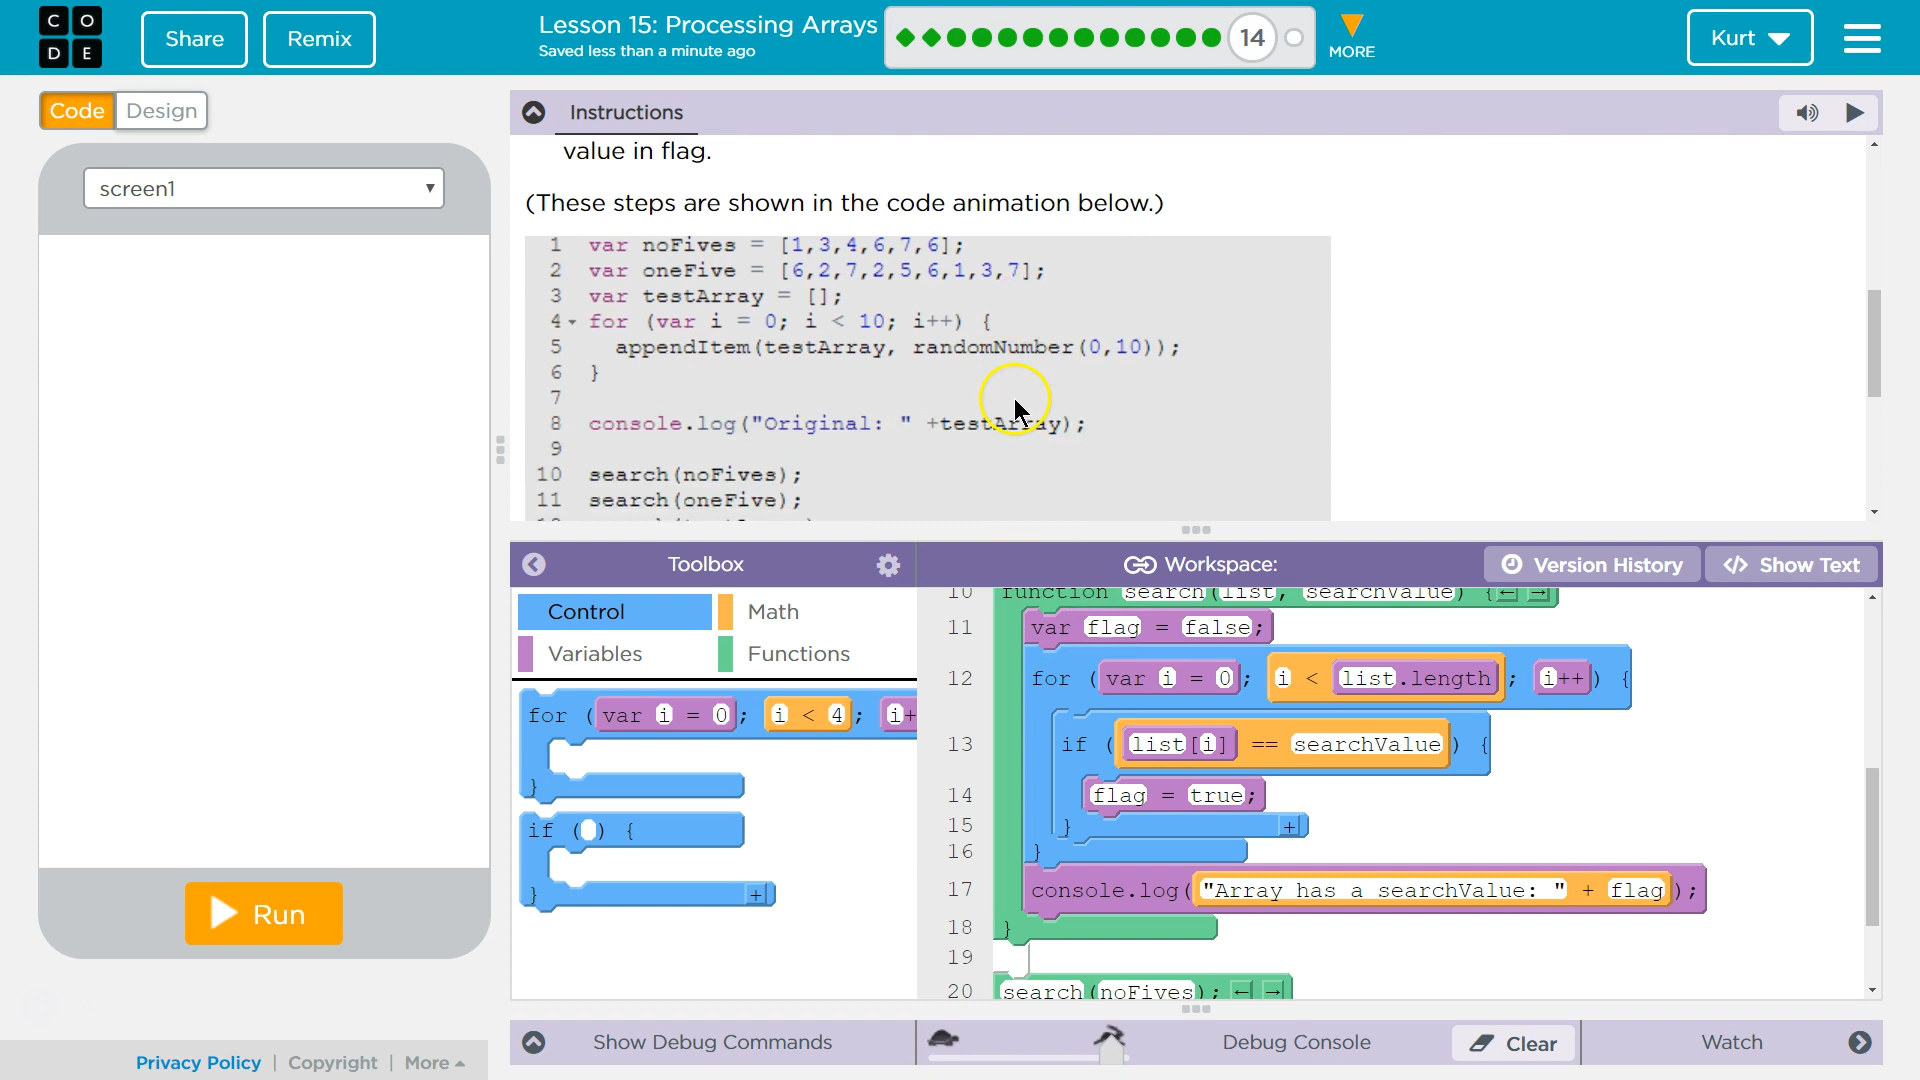 C O
D E
Share
Remix
Lesson 15: Processing Arrays
Saved less than a minute ago
14
MORE
Kurt
Code
Design
screen1
Run
Privacy Policy | Copyright | More
Instructions
value in flag.
(These steps are shown in the code animation below.)
1 var noFives = [1,3,4,6,7,6];
2 var oneFive = [6,2,7,2,5,6,1,3,7];
3 var testArray = [];
4 for (var i = 0; i < 10; i++) {
5 appendItem(testArray, randomNumber(0,10));
6 }
7
8 console.log("Original: " +testArray);
9
10 search(noFives);
11 search(oneFive);
Toolbox
Control
Math
Variables
Functions
for (var i = 0; i < 4; i+
}
if () {
} +
Workspace:
Version History
</> Show Text
10 function search(list, searchValue) { ← →
11 var flag = false;
12 for (var i = 0; i < list.length; i++) {
13 if (list[i] == searchValue) {
14 flag = true;
15 } +
16 }
17 console.log("Array has a searchValue: " + flag);
18 }
19
20 search(noFives); ← →
Show Debug Commands
Debug Console
Clear
Watch